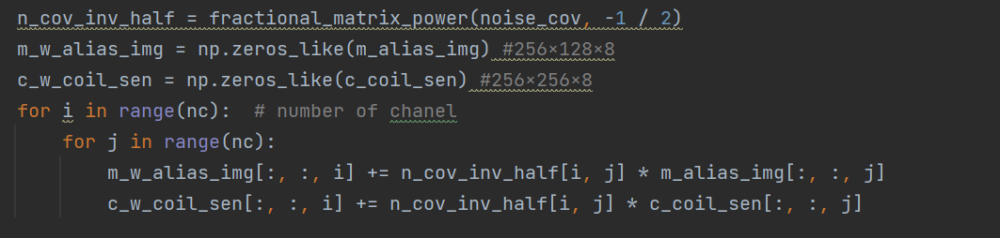 n_cov_inv_half = fractional_matrix_power(noise_cov, -1 / 2)
m_w_alias_img = np.zeros_like(m_alias_img) #256×128×8
c_w_coil_sen = np.zeros_like(c_coil_sen) #256×256×8
for i in range(nc):  # number of chanel
    for j in range(nc):
        m_w_alias_img[:, :, i] += n_cov_inv_half[i, j] * m_alias_img[:, :, j]
        c_w_coil_sen[:, :, i] += n_cov_inv_half[i, j] * c_coil_sen[:, :, j]